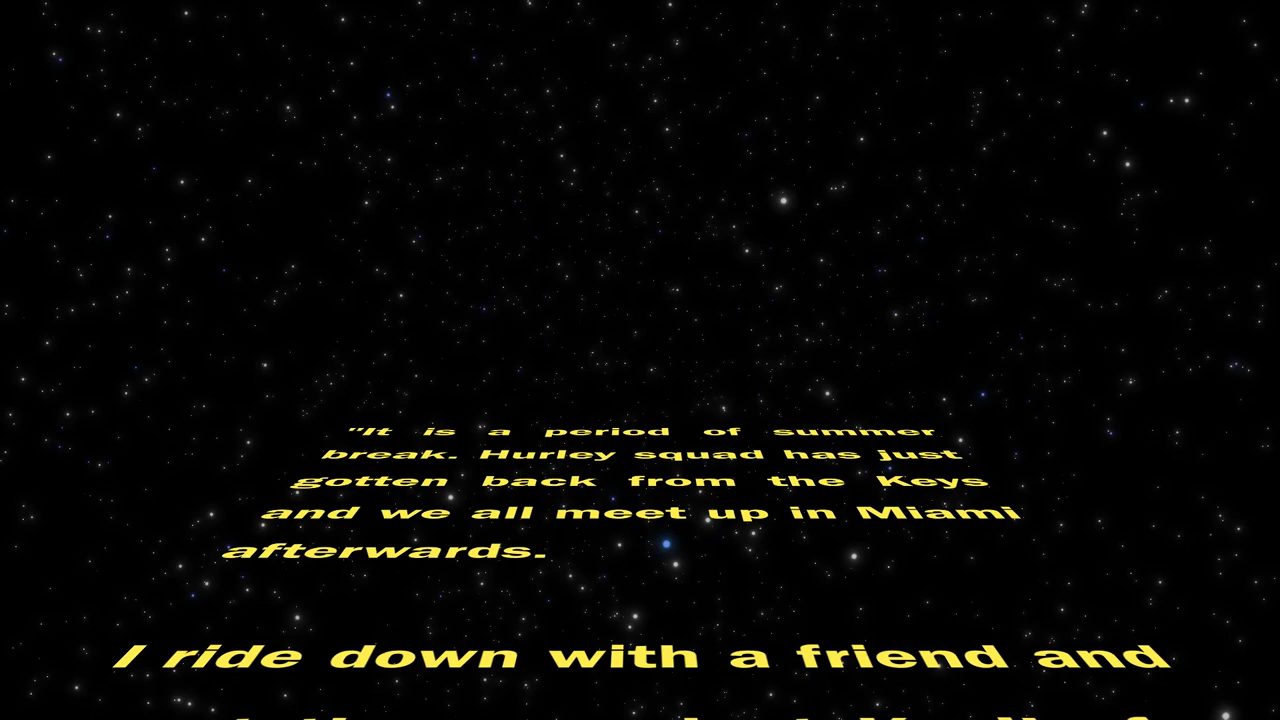 "It is a period of summer
break. Hurley squad has just
gotten back from the Keys
and we all meet up in Miami
afterwards.
I ride down with a friend and